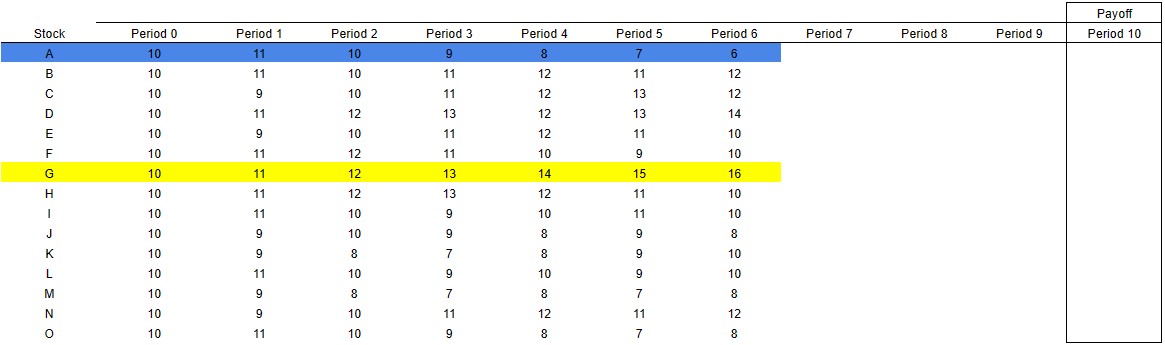 Payoff
Stock Period 0 Period 1 Period 2 Period 3 Period 4 Period 5 Period 6 Period 7 Period 8 Period 9 Period 10
A 10 11 10 9 8 7 6
B 10 11 10 11 12 11 12
C 10 9 10 11 12 13 12
D 10 11 12 13 12 13 14
E 10 9 10 11 12 11 10
F 10 11 12 11 10 9 10
G 10 11 12 13 14 15 16
H 10 11 12 13 12 11 10
I 10 11 10 9 10 11 10
J 10 9 10 9 8 9 8
K 10 9 8 7 8 9 10
L 10 11 10 9 10 9 10
M 10 9 8 7 8 7 8
N 10 9 10 11 12 11 12
O 10 11 10 9 8 7 8